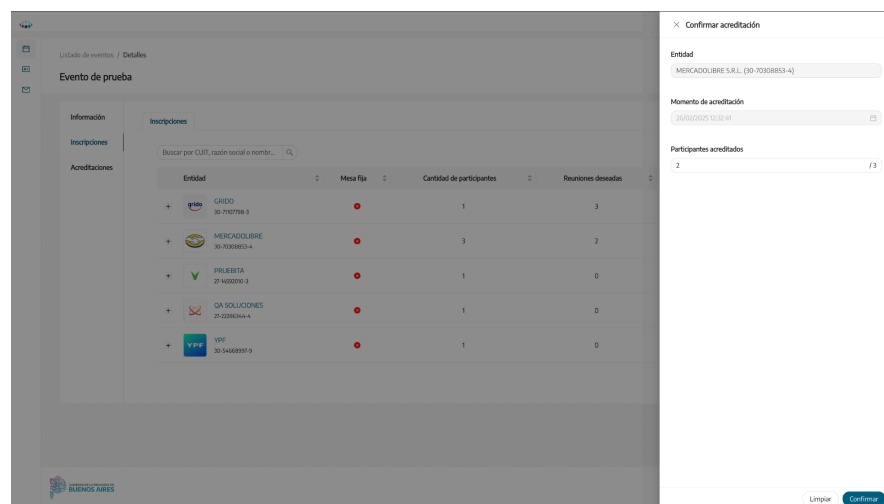 Confirmar acreditación
Listado de eventos / Detalles
Evento de prueba
Información
Inscripciones
Acreditaciones
Inscripciones
Buscar por CUIT, razón social o nombr...
Entidad Mesa fija Cantidad de participantes Reuniones deseadas
grido GRIDO 1 3
30-71107798-3
MERCADOLIBRE 3 2
30-70308853-4
PRUEBITA 1 0
27-14592010-3
QA SOLUCIONES 1 0
27-22286344-4
YPF YPF 1 0
30-54668997-9
Entidad
MERCADOLIBRE S.R.L. (30-70308853-4)
Momento de acreditación
26/02/2025 12:32:41
Participantes acreditados
2 / 3
BUENOS AIRES
Limpiar Confirmar